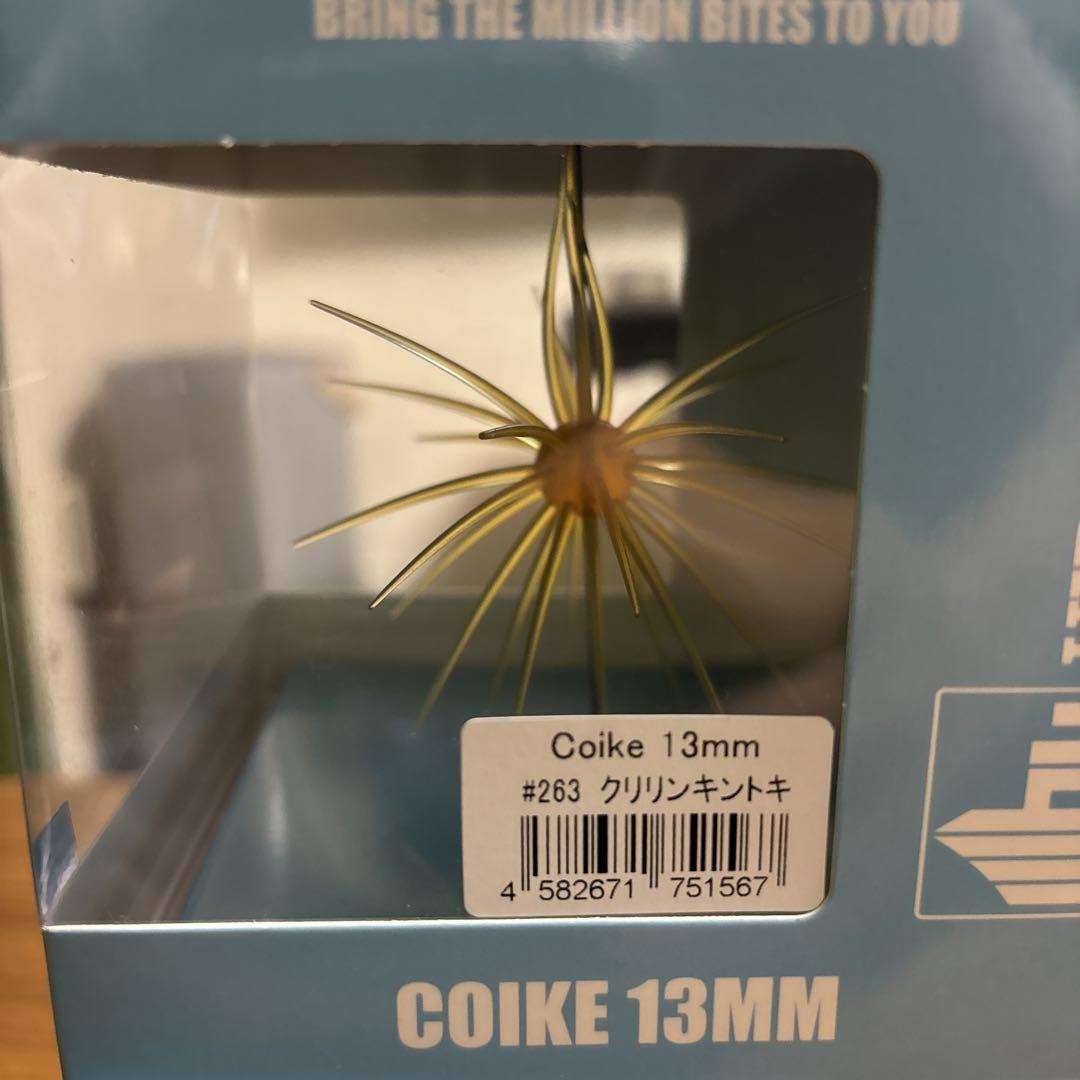 BRING THE MILLION BITES TO YOU
Coike 13mm
#263 クリリンキントキ
4 582671 751567
COIKE 13MM